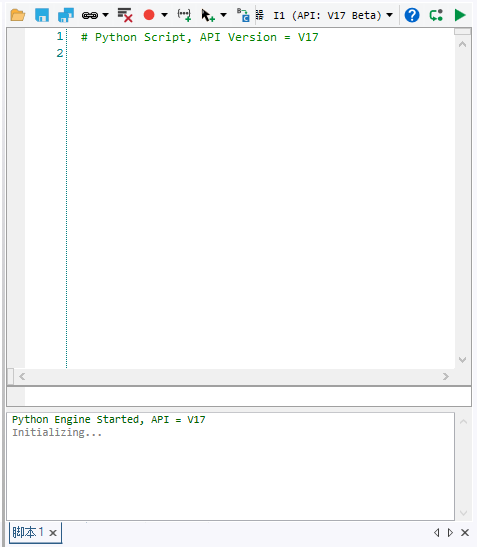 I1 (API: V17 Beta)
1 # Python Script, API Version = V17
2
Python Engine Started, API = V17
Initializing...
脚本1